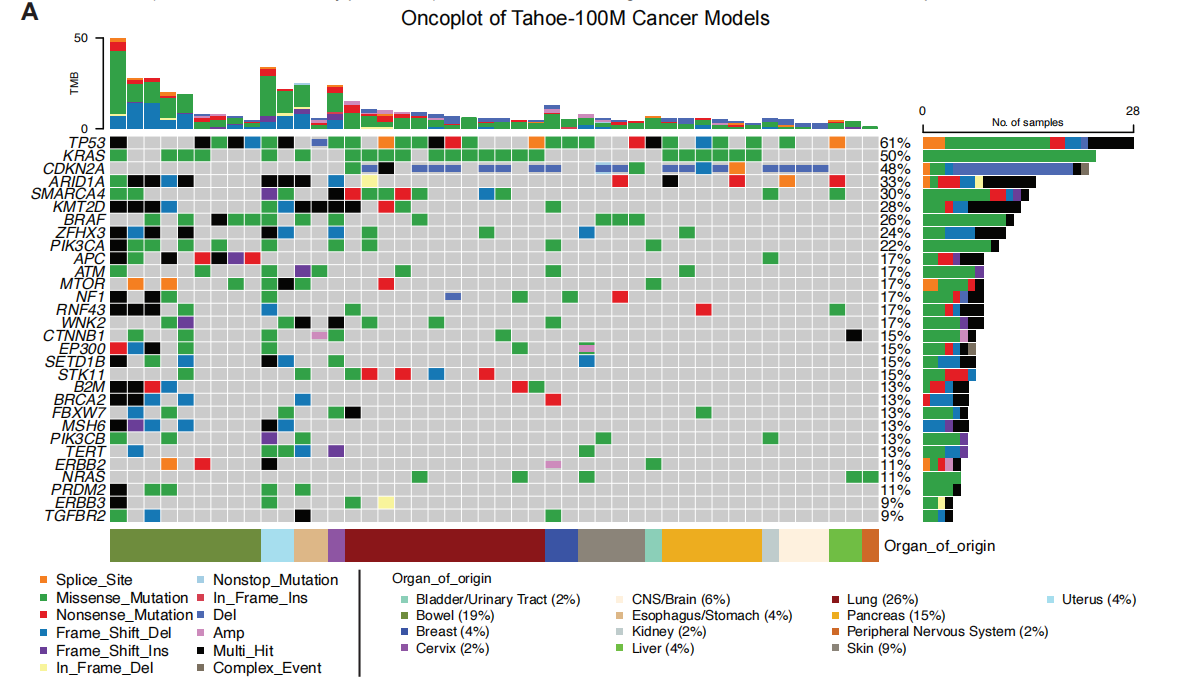 A
Oncoplot of Tahoe-100M Cancer Models
50
TMB
0
0 28
No. of samples
TP53 61%
KRAS 50%
CDKN2A 48%
ARID1A 33%
SMARCA4 30%
KMT2D 28%
BRAF 26%
ZFHX3 24%
PIK3CA 22%
APC 17%
ATM 17%
MTOR 17%
NF1 17%
RNF43 17%
WNK2 17%
CTNNB1 15%
EP300 15%
SETD1B 15%
STK11 15%
B2M 13%
BRCA2 13%
FBXW7 13%
MSH6 13%
PIK3CB 13%
TERT 13%
ERBB2 11%
NRAS 11%
PRDM2 11%
ERBB3 9%
TGFBR2 9%
Organ_of_origin
Splice_Site
Missense_Mutation
Nonsense_Mutation
Frame_Shift_Del
Frame_Shift_Ins
In_Frame_Del
Nonstop_Mutation
In_Frame_Ins
Del
Amp
Multi_Hit
Complex_Event
Organ_of_origin
Bladder/Urinary Tract (2%)
Bowel (19%)
Breast (4%)
Cervix (2%)
CNS/Brain (6%)
Esophagus/Stomach (4%)
Kidney (2%)
Liver (4%)
Lung (26%)
Pancreas (15%)
Peripheral Nervous System (2%)
Skin (9%)
Uterus (4%)